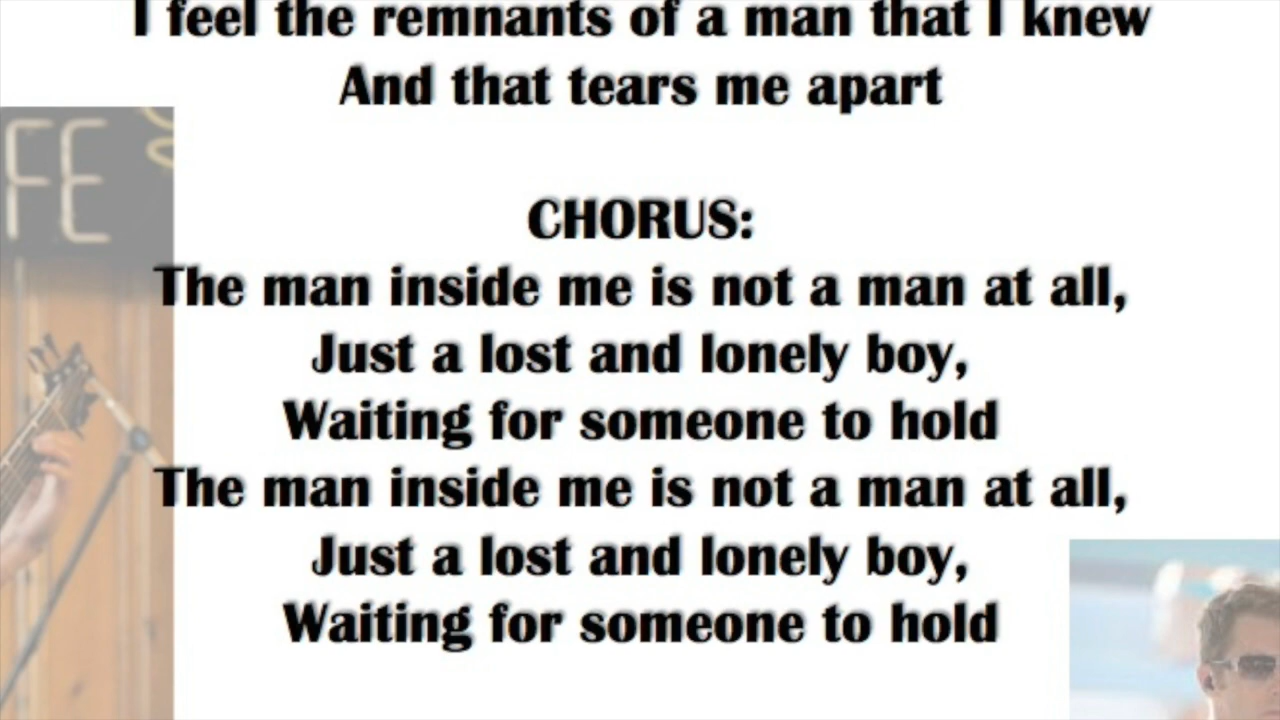 I feel the remnants of a man that I knew
And that tears me apart
CHORUS:
The man inside me is not a man at all,
Just a lost and lonely boy,
Waiting for someone to hold
The man inside me is not a man at all,
Just a lost and lonely boy,
Waiting for someone to hold
FE